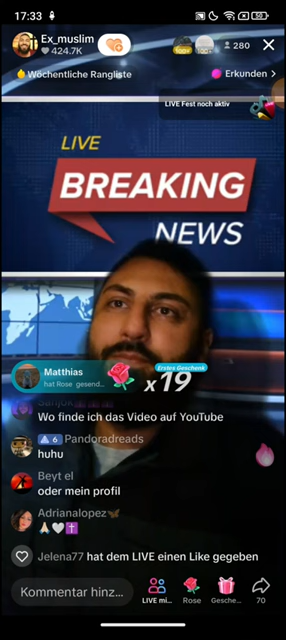 17:33
50
Ex_muslim
424.7K
280
Wöchentliche Rangliste
Erkunden >
LIVE Fest noch aktiv
LIVE
BREAKING
NEWS
Matthias
hat Rose gesend...
Erstes Geschenk
x19
Wo finde ich das Video auf YouTube
6 Pandoradreads
huhu
Beyt el
oder mein profil
Adrianalopez🦋
🙏🏻🤍✝️
Jelena77 hat dem LIVE einen Like gegeben
Kommentar hinz...
LIVE mi...
Rose
Gesche...
70